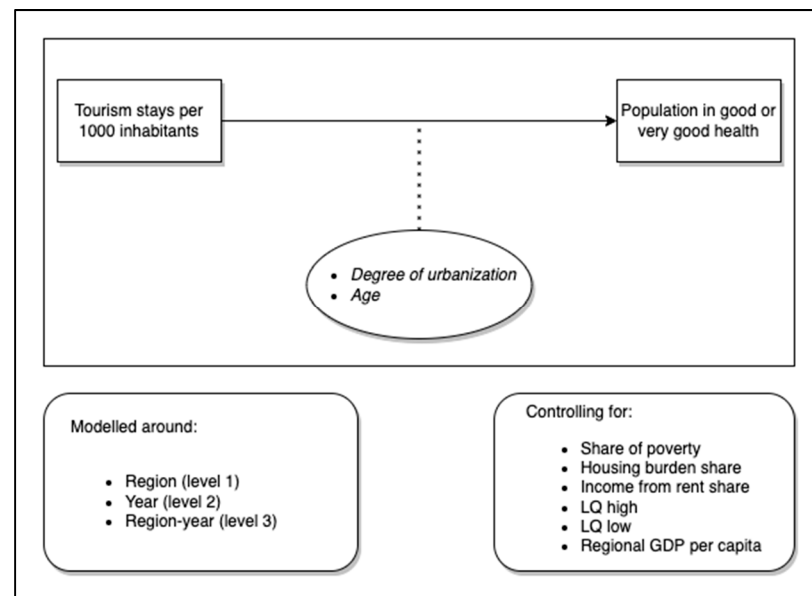 Tourism stays per
1000 inhabitants
Population in good or
very good health
• Degree of urbanization
• Age
Modelled around:
• Region (level 1)
• Year (level 2)
• Region-year (level 3)
Controlling for:
• Share of poverty
• Housing burden share
• Income from rent share
• LQ high
• LQ low
• Regional GDP per capita